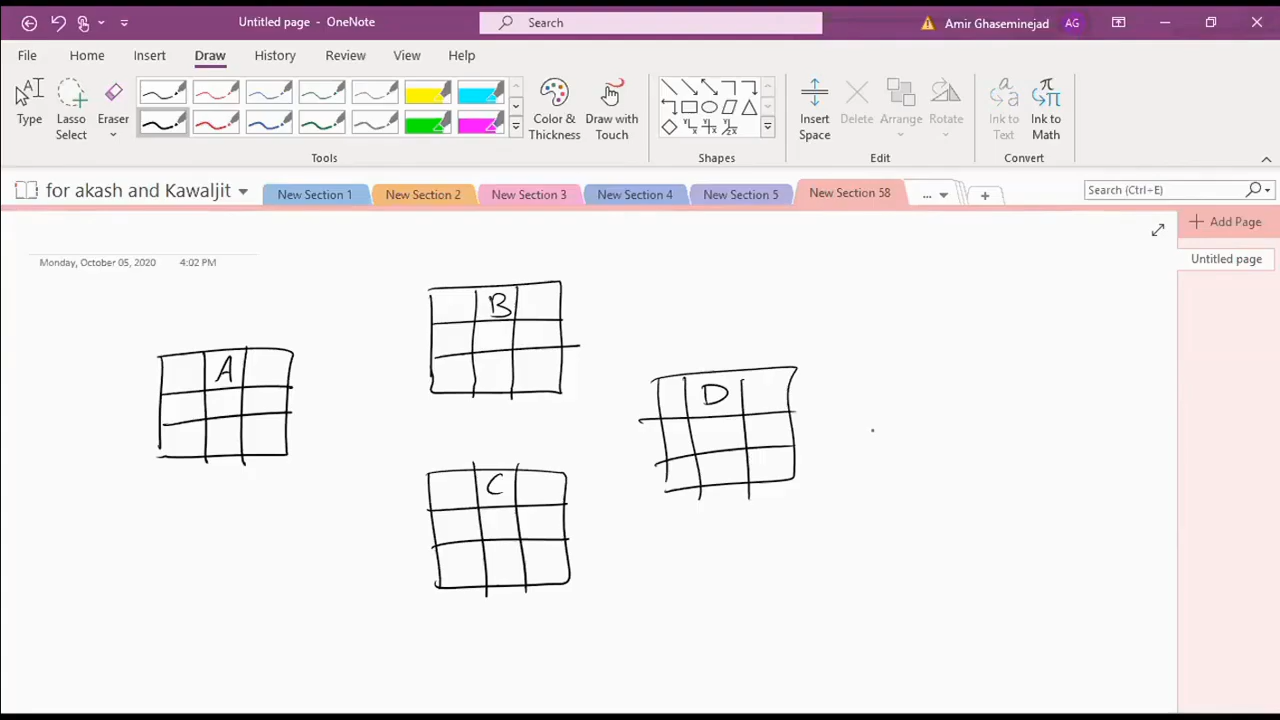 Untitled page - OneNote
Search
Amir Ghaseminejad
AG
File Home Insert Draw History Review View Help
Type
Lasso Select
Eraser
Color & Thickness
Draw with Touch
Insert Space
Delete
Arrange
Rotate
Ink to Text
Ink to Math
Tools
Shapes
Edit
Convert
for akash and Kawaljit
New Section 1
New Section 2
New Section 3
New Section 4
New Section 5
New Section 58
...
Search (Ctrl+E)
Add Page
Untitled page
Monday, October 05, 2020 4:02 PM
B
A
D
C